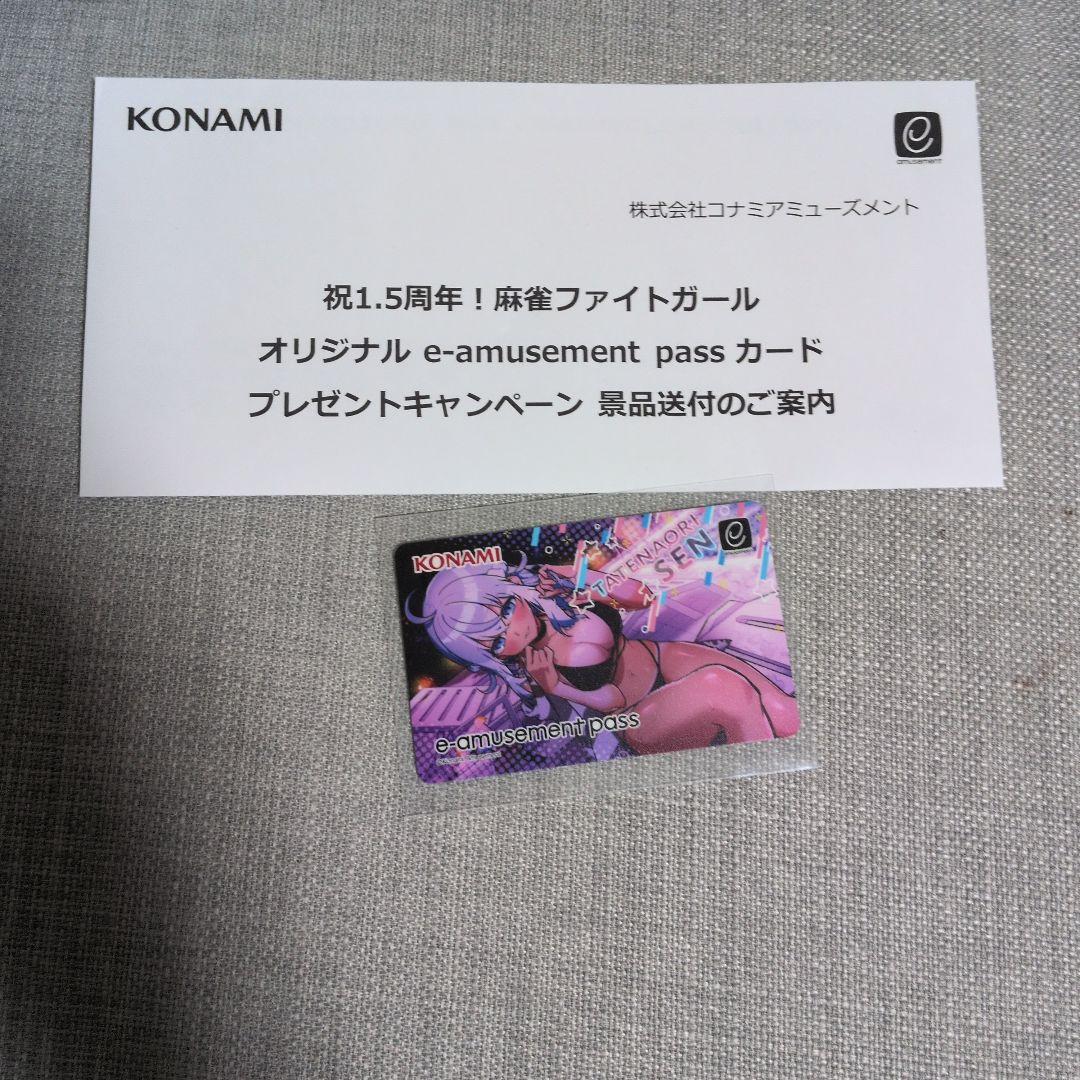 KONAMI
e
amusement
株式会社コナミアミューズメント
祝1.5周年！麻雀ファイトガール
オリジナル e-amusement pass カード
プレゼントキャンペーン 景品送付のご案内
KONAMI
TATENAORI
SEN
e
e-amusement pass